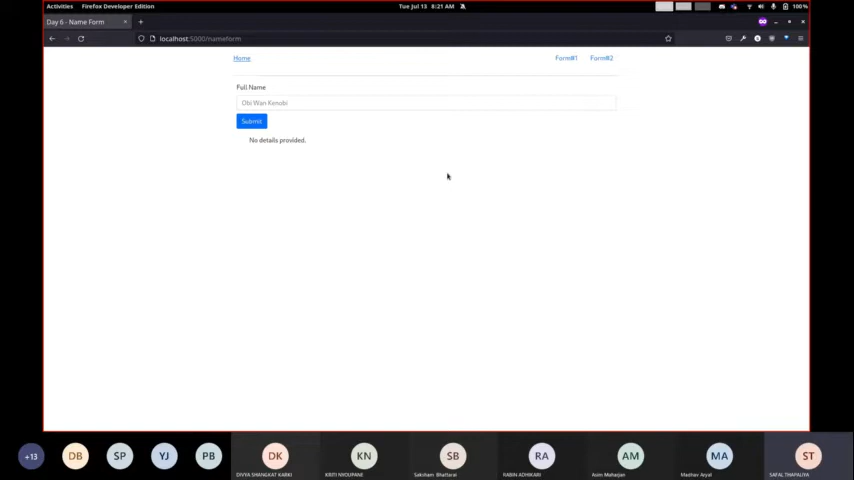 Activities Firefox Developer Edition Tue Jul 13 8:21 AM 100%
Day 6 - Name Form
localhost:5000/nameform
Home Form#1 Form#2
Full Name
Obi Wan Kenobi
Submit
No details provided.
+13 DB SP YJ PB DK KN SB RA AM MA ST
DIVYA SHANGKAT KARKI KRITI NYOUPANE Saksham Bhattarai RABIN ADHIKARI Asim Maharjan Madhav Aryal SAFAL THAPALIYA